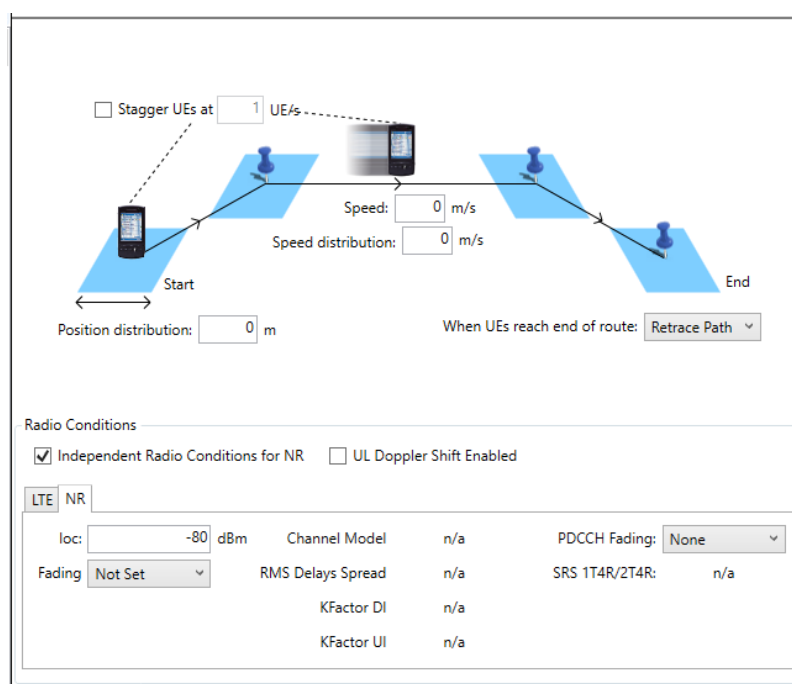 Stagger UEs at 1 UE/s
Speed: 0 m/s
Speed distribution: 0 m/s
Start
End
Position distribution: 0 m
When UEs reach end of route: Retrace Path
Radio Conditions
Independent Radio Conditions for NR UL Doppler Shift Enabled
LTE NR
Ioc: -80 dBm Channel Model n/a PDCCH Fading: None
Fading Not Set RMS Delays Spread n/a SRS 1T4R/2T4R: n/a
KFactor Dl n/a
KFactor Ul n/a